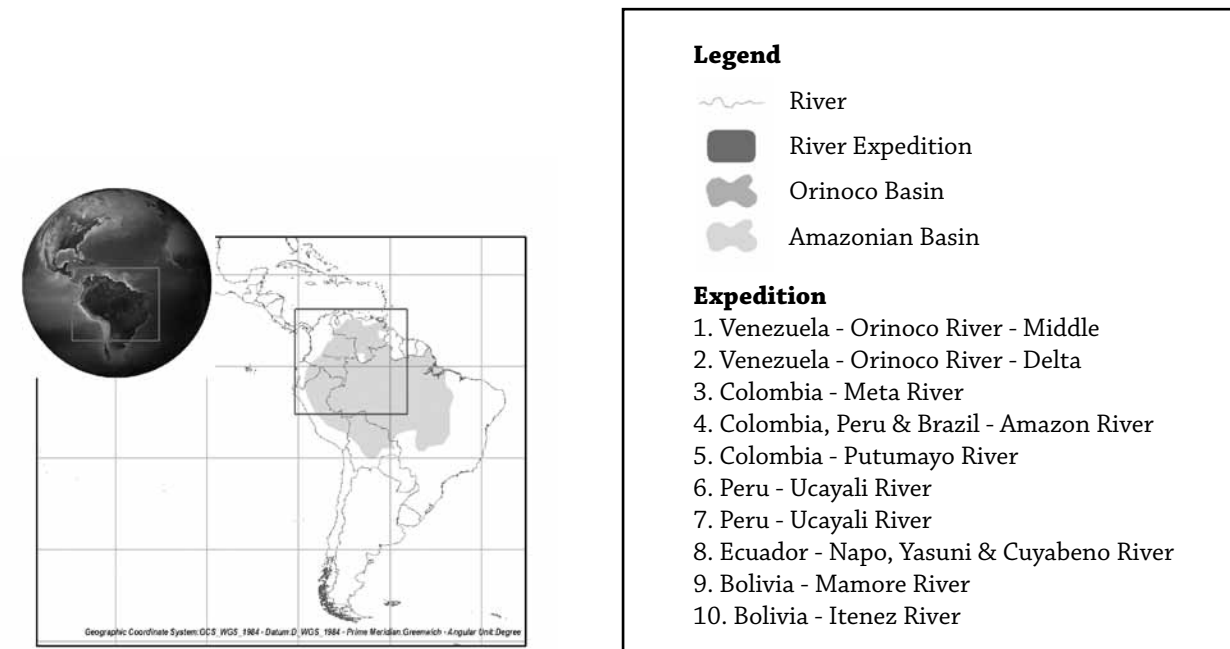 Legend
River
River Expedition
Orinoco Basin
Amazonian Basin
Expedition
1. Venezuela - Orinoco River - Middle
2. Venezuela - Orinoco River - Delta
3. Colombia - Meta River
4. Colombia, Peru & Brazil - Amazon River
5. Colombia - Putumayo River
6. Peru - Ucayali River
7. Peru - Ucayali River
8. Ecuador - Napo, Yasuni & Cuyabeno River
9. Bolivia - Mamore River
10. Bolivia - Itenez River
Geographic Coordinate System:GCS_WGS_1984 - Datum:D_WGS_1984 - Prime Meridian:Greenwich - Angular Unit:Degree